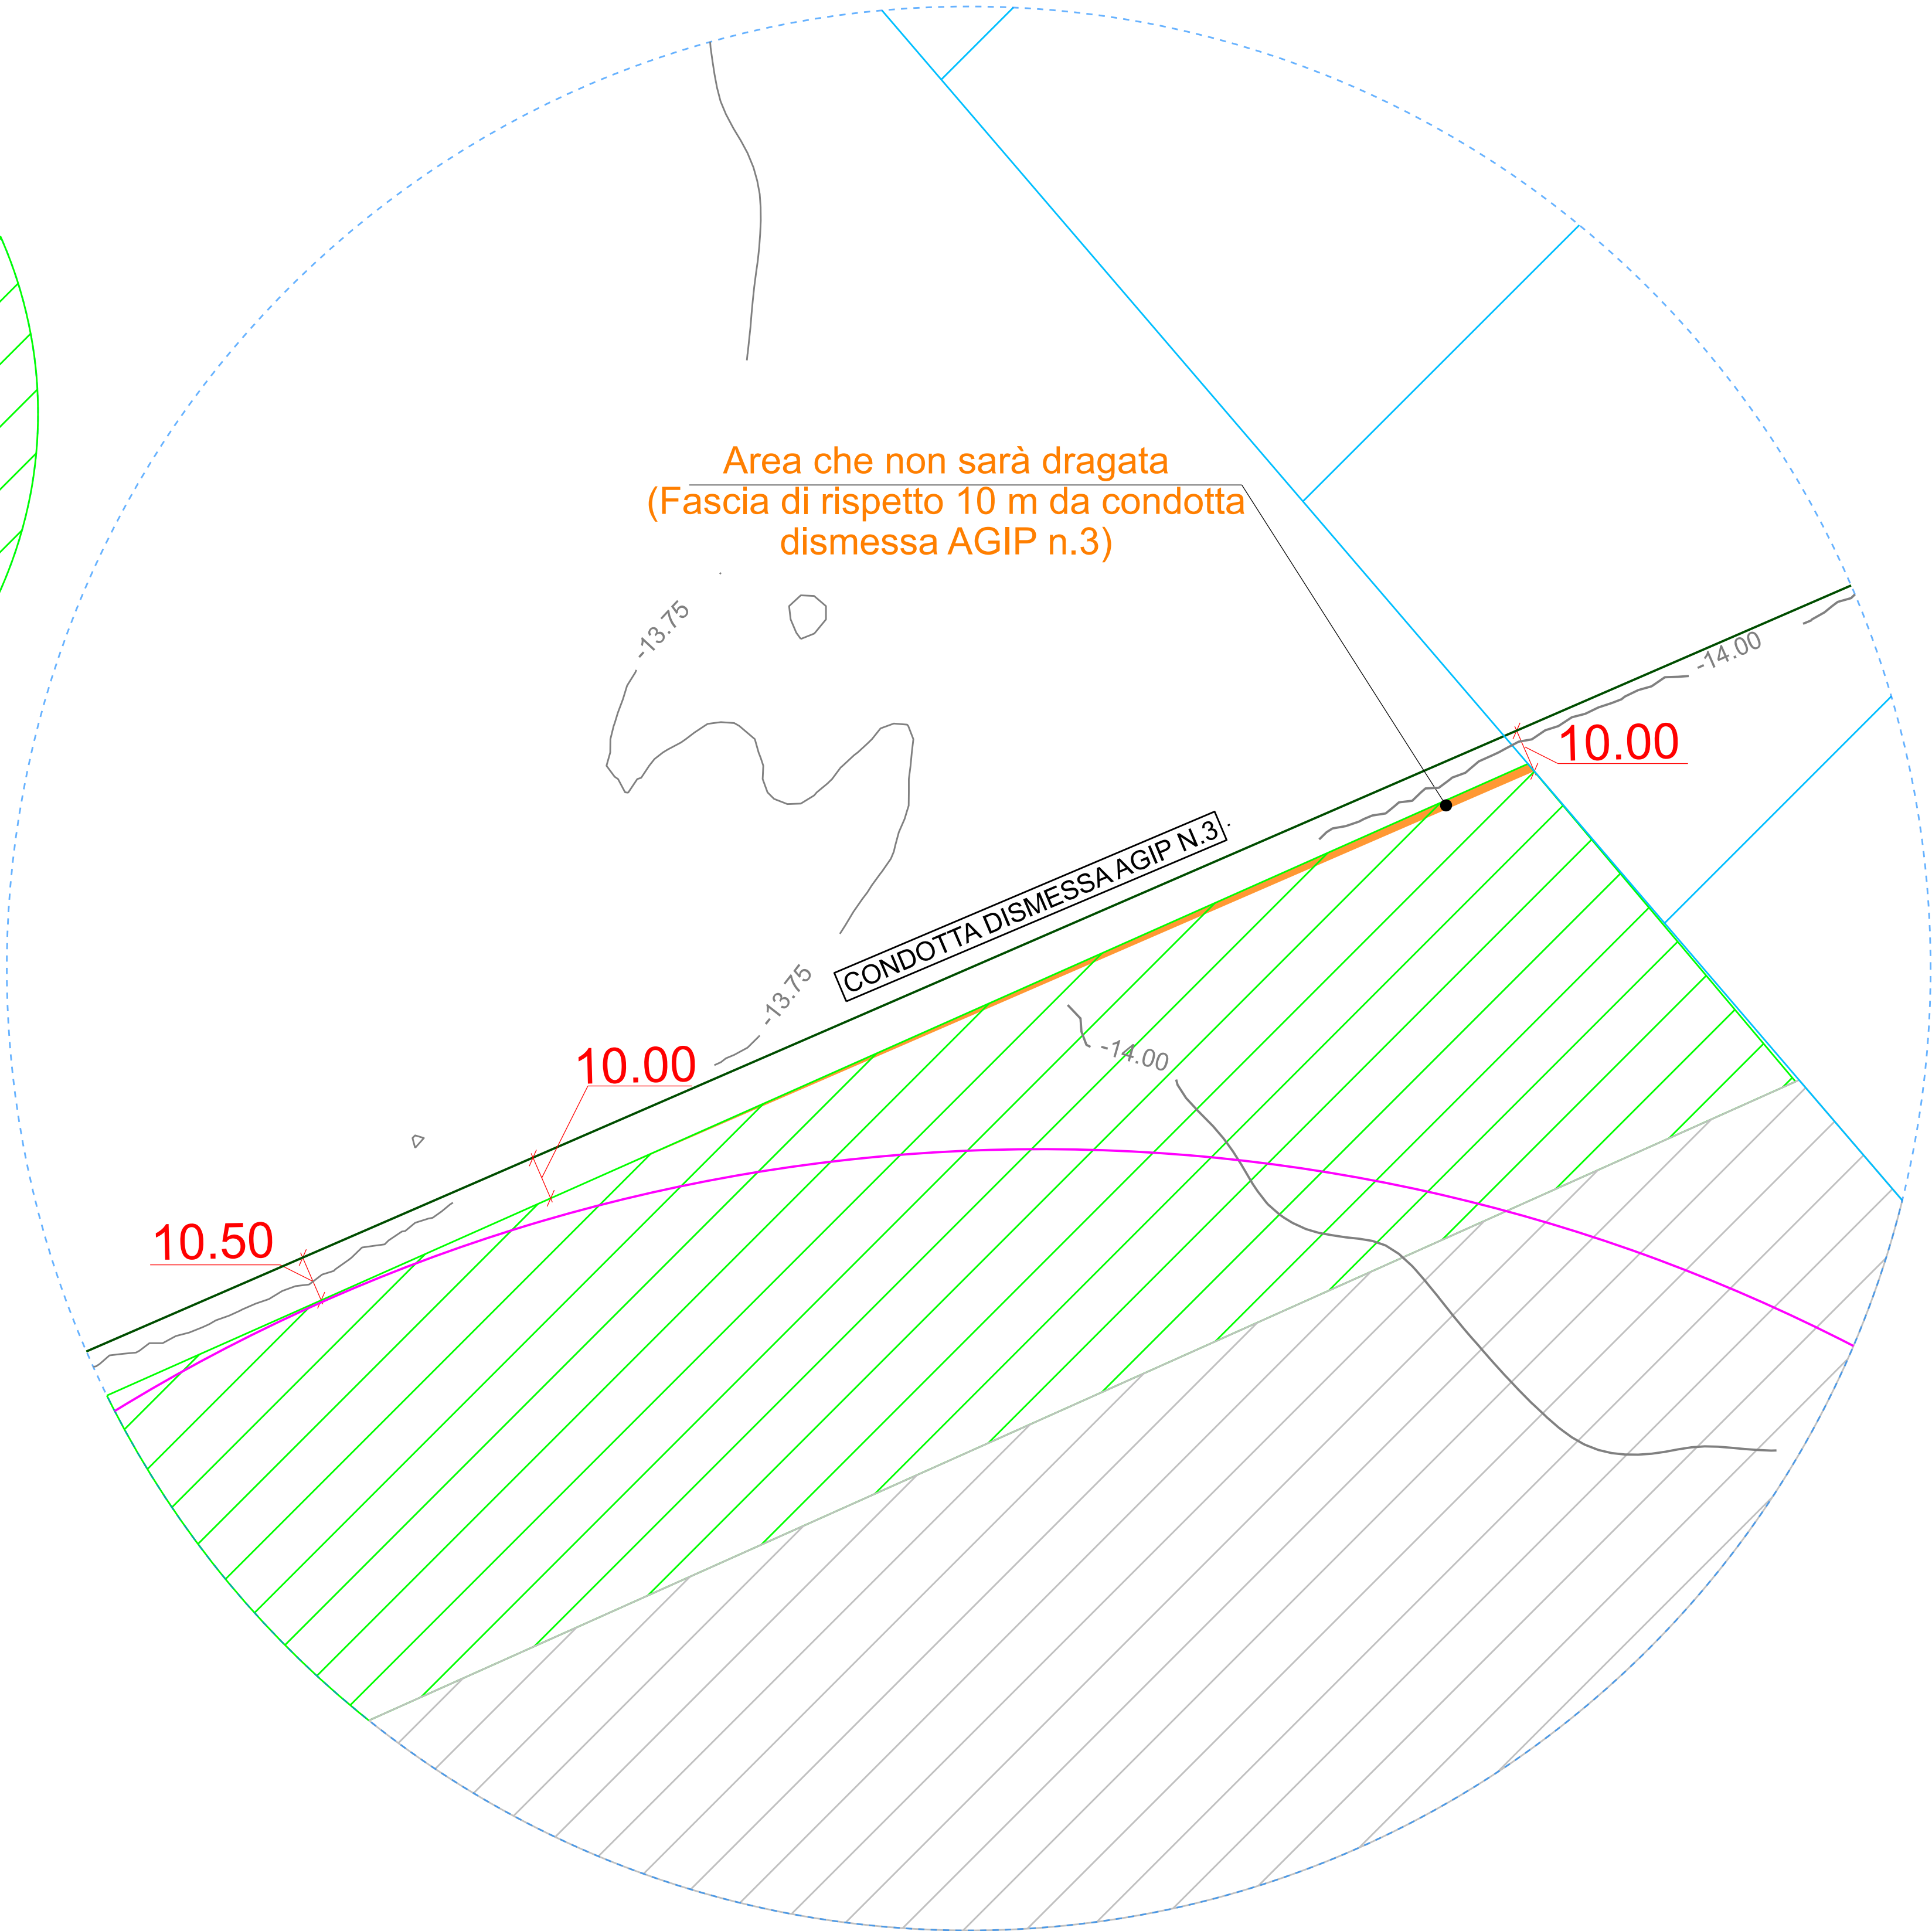 Area che non sarà dragata
(Fascia di rispetto 10 m da condotta
dismessa AGIP n.3)
-13.75
-14.00
10.00
CONDOTTA DISMESSA AGIP N.3
-13.75
-14.00
10.00
10.50